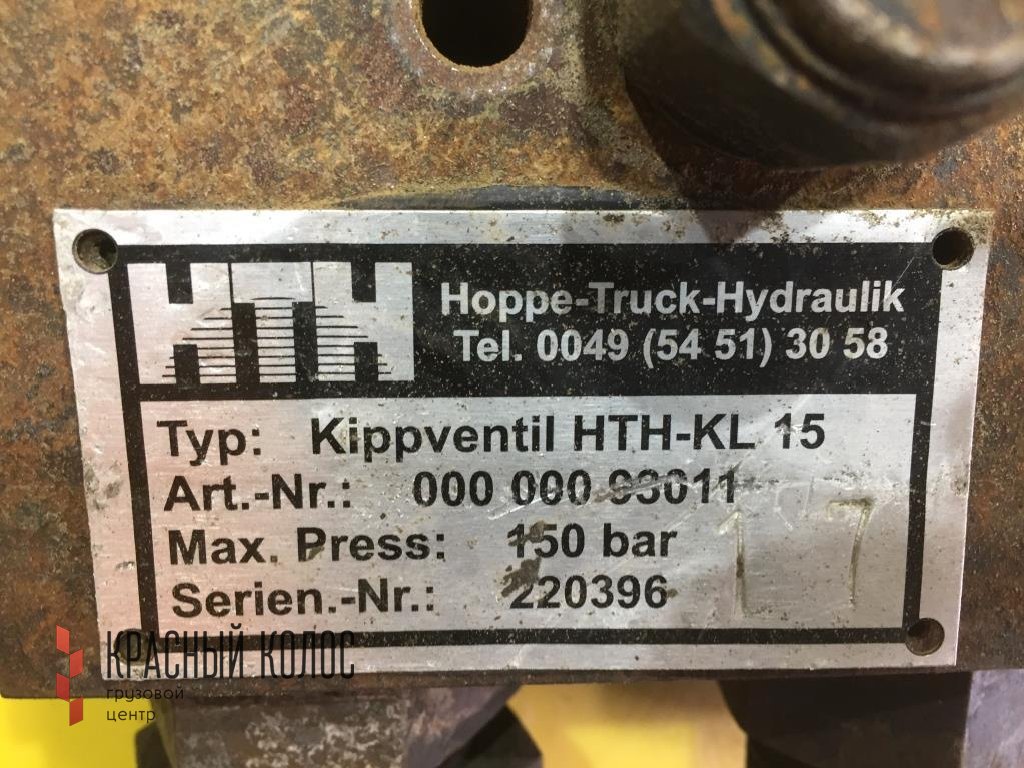 HTH
Hoppe-Truck-Hydraulik
Tel. 0049 (54 51) 30 58
Typ: Kippventil HTH-KL 15
Art.-Nr.: 000 000 93011
Max. Press: 150 bar
Serien.-Nr.: 220396
17
КРАСНЫЙ КОЛОС
грузовой
центр